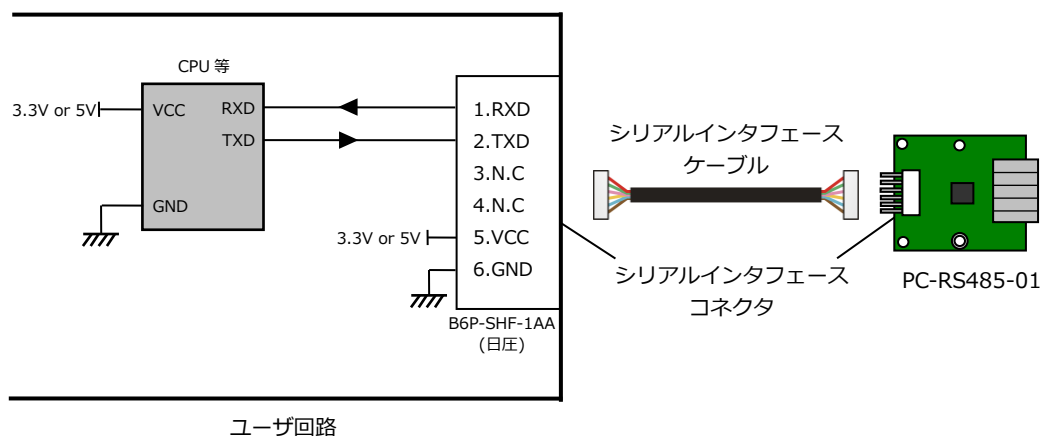 CPU 等
3.3V or 5V
VCC
RXD
TXD
GND
1.RXD
2.TXD
3.N.C
4.N.C
3.3V or 5V
5.VCC
6.GND
B6P-SHF-1AA
(日圧)
シリアルインタフェース
ケーブル
シリアルインタフェース
コネクタ
PC-RS485-01
ユーザ回路